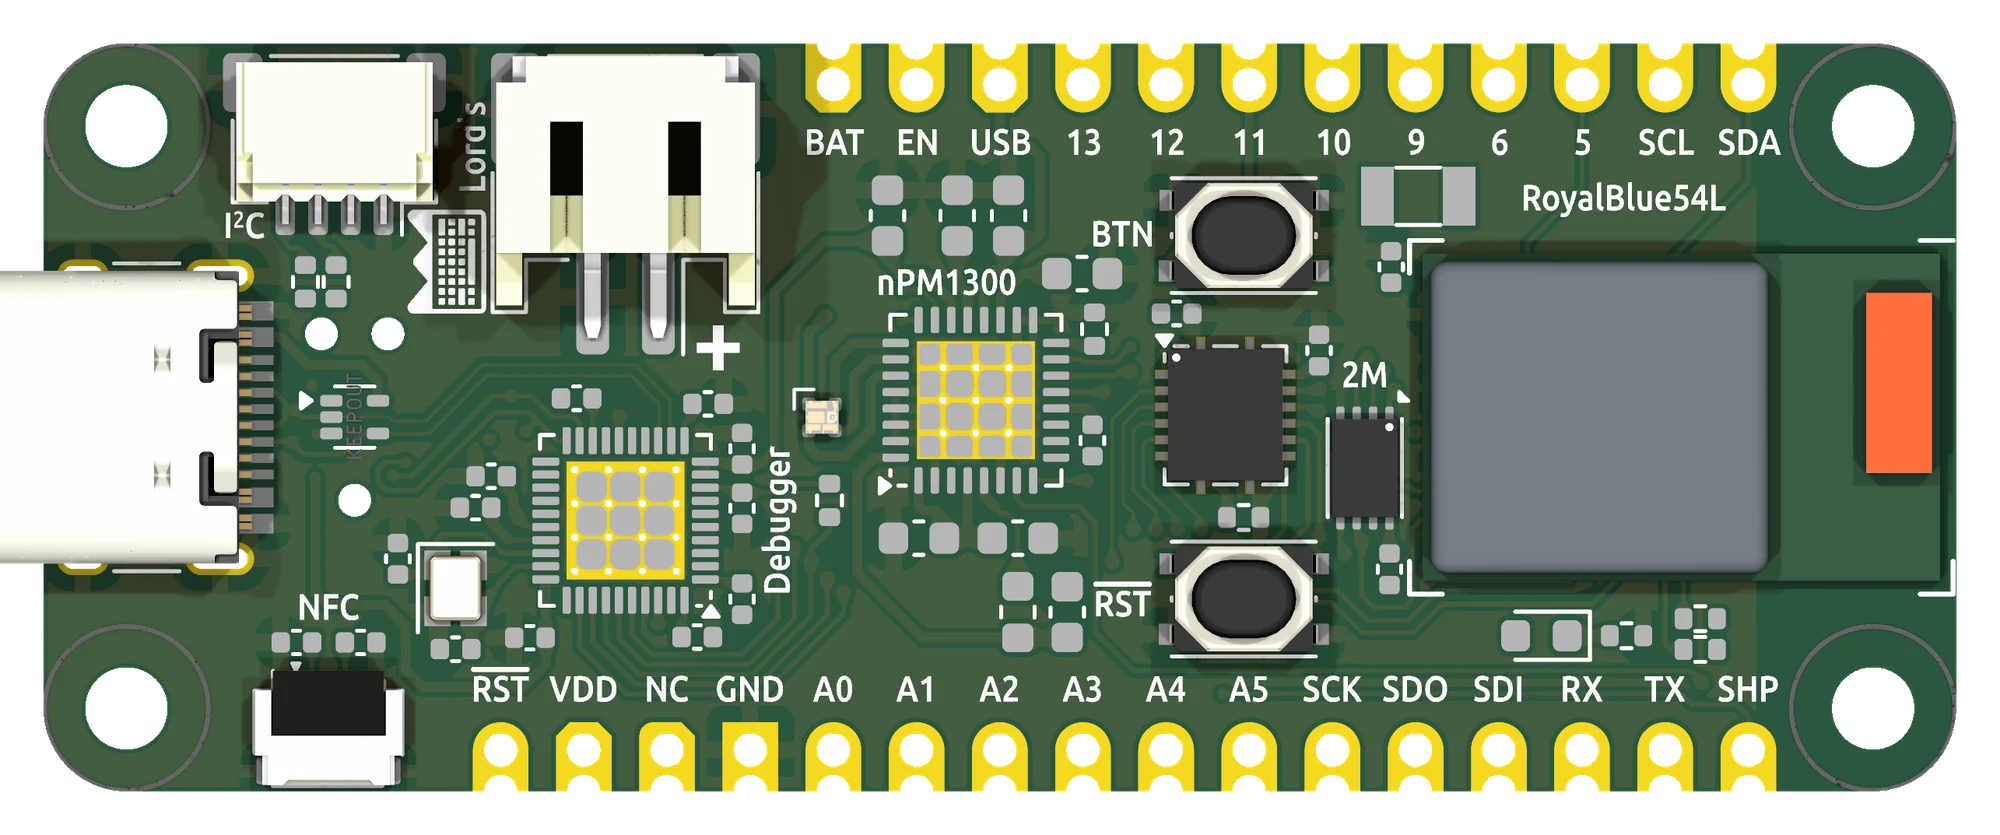 BAT EN USB 13 12 11 10 9 6 5 SCL SDA
Lord's
RoyalBlue54L
I²C
BTN
nPM1300
+
2M
KEEPOUT
Debugger
NFC
RST
RST VDD NC GND A0 A1 A2 A3 A4 A5 SCK SDO SDI RX TX SHP